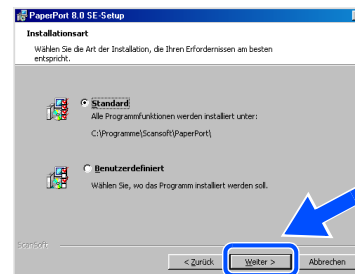 PaperPort 8.0 SE-Setup
Installationsart
Wählen Sie die Art der Installation, die Ihren Erfordernissen am besten
entspricht.
Standard
Alle Programmfunktionen werden installiert unter:
C:\Programme\Scansoft\PaperPort\
Benutzerdefiniert
Wählen Sie, wo das Programm installiert werden soll.
ScanSoft
< Zurück Weiter > Abbrechen